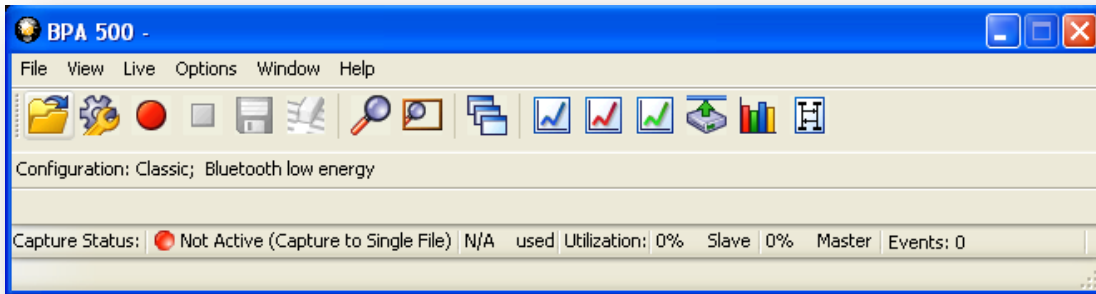 BPA 500 -
File View Live Options Window Help
Configuration: Classic; Bluetooth low energy
Capture Status: Not Active (Capture to Single File) N/A used Utilization: 0% Slave 0% Master Events: 0